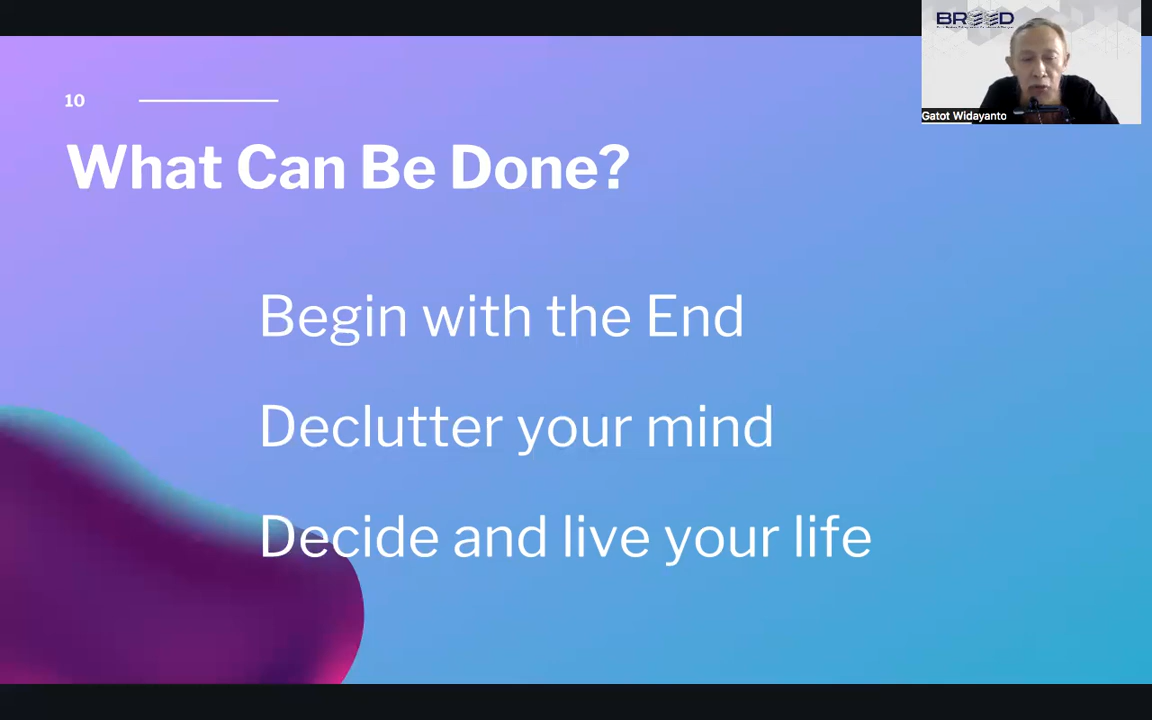 BREED
Gatot Widayanto
10
What Can Be Done?
Begin with the End
Declutter your mind
Decide and live your life